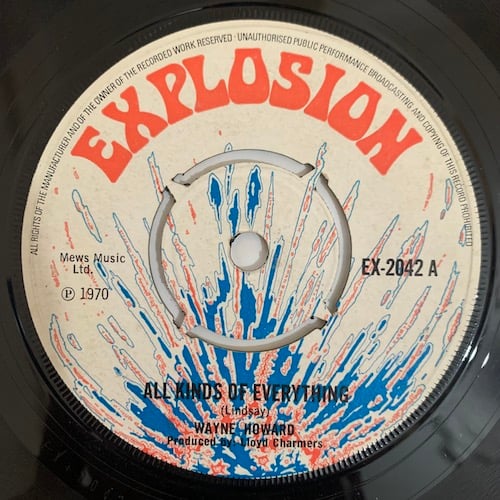 ALL RIGHTS OF THE MANUFACTURER AND OF THE OWNER OF THE RECORDED WORK RESERVED · UNAUTHORISED PUBLIC PERFORMANCE BROADCASTING AND COPYING OF THIS RECORD PROHIBITED
EXPLOSION
Mews Music
Ltd.
℗ 1970
EX-2042 A
ALL KINDS OF EVERYTHING
(Lindsay)
WAYNE HOWARD
Produced by: Lloyd Charmers